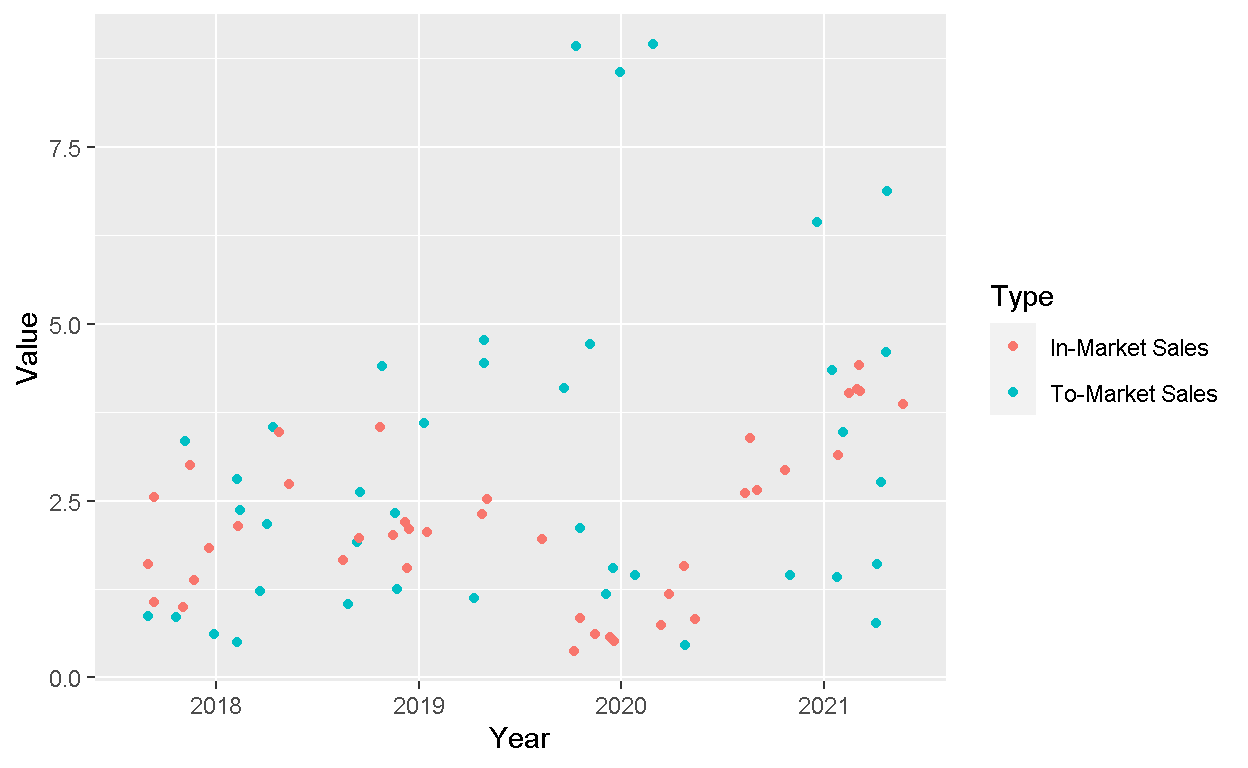 7.5
5.0
2.5
0.0
Value
2018 2019 2020 2021
Year
Type
In-Market Sales
To-Market Sales